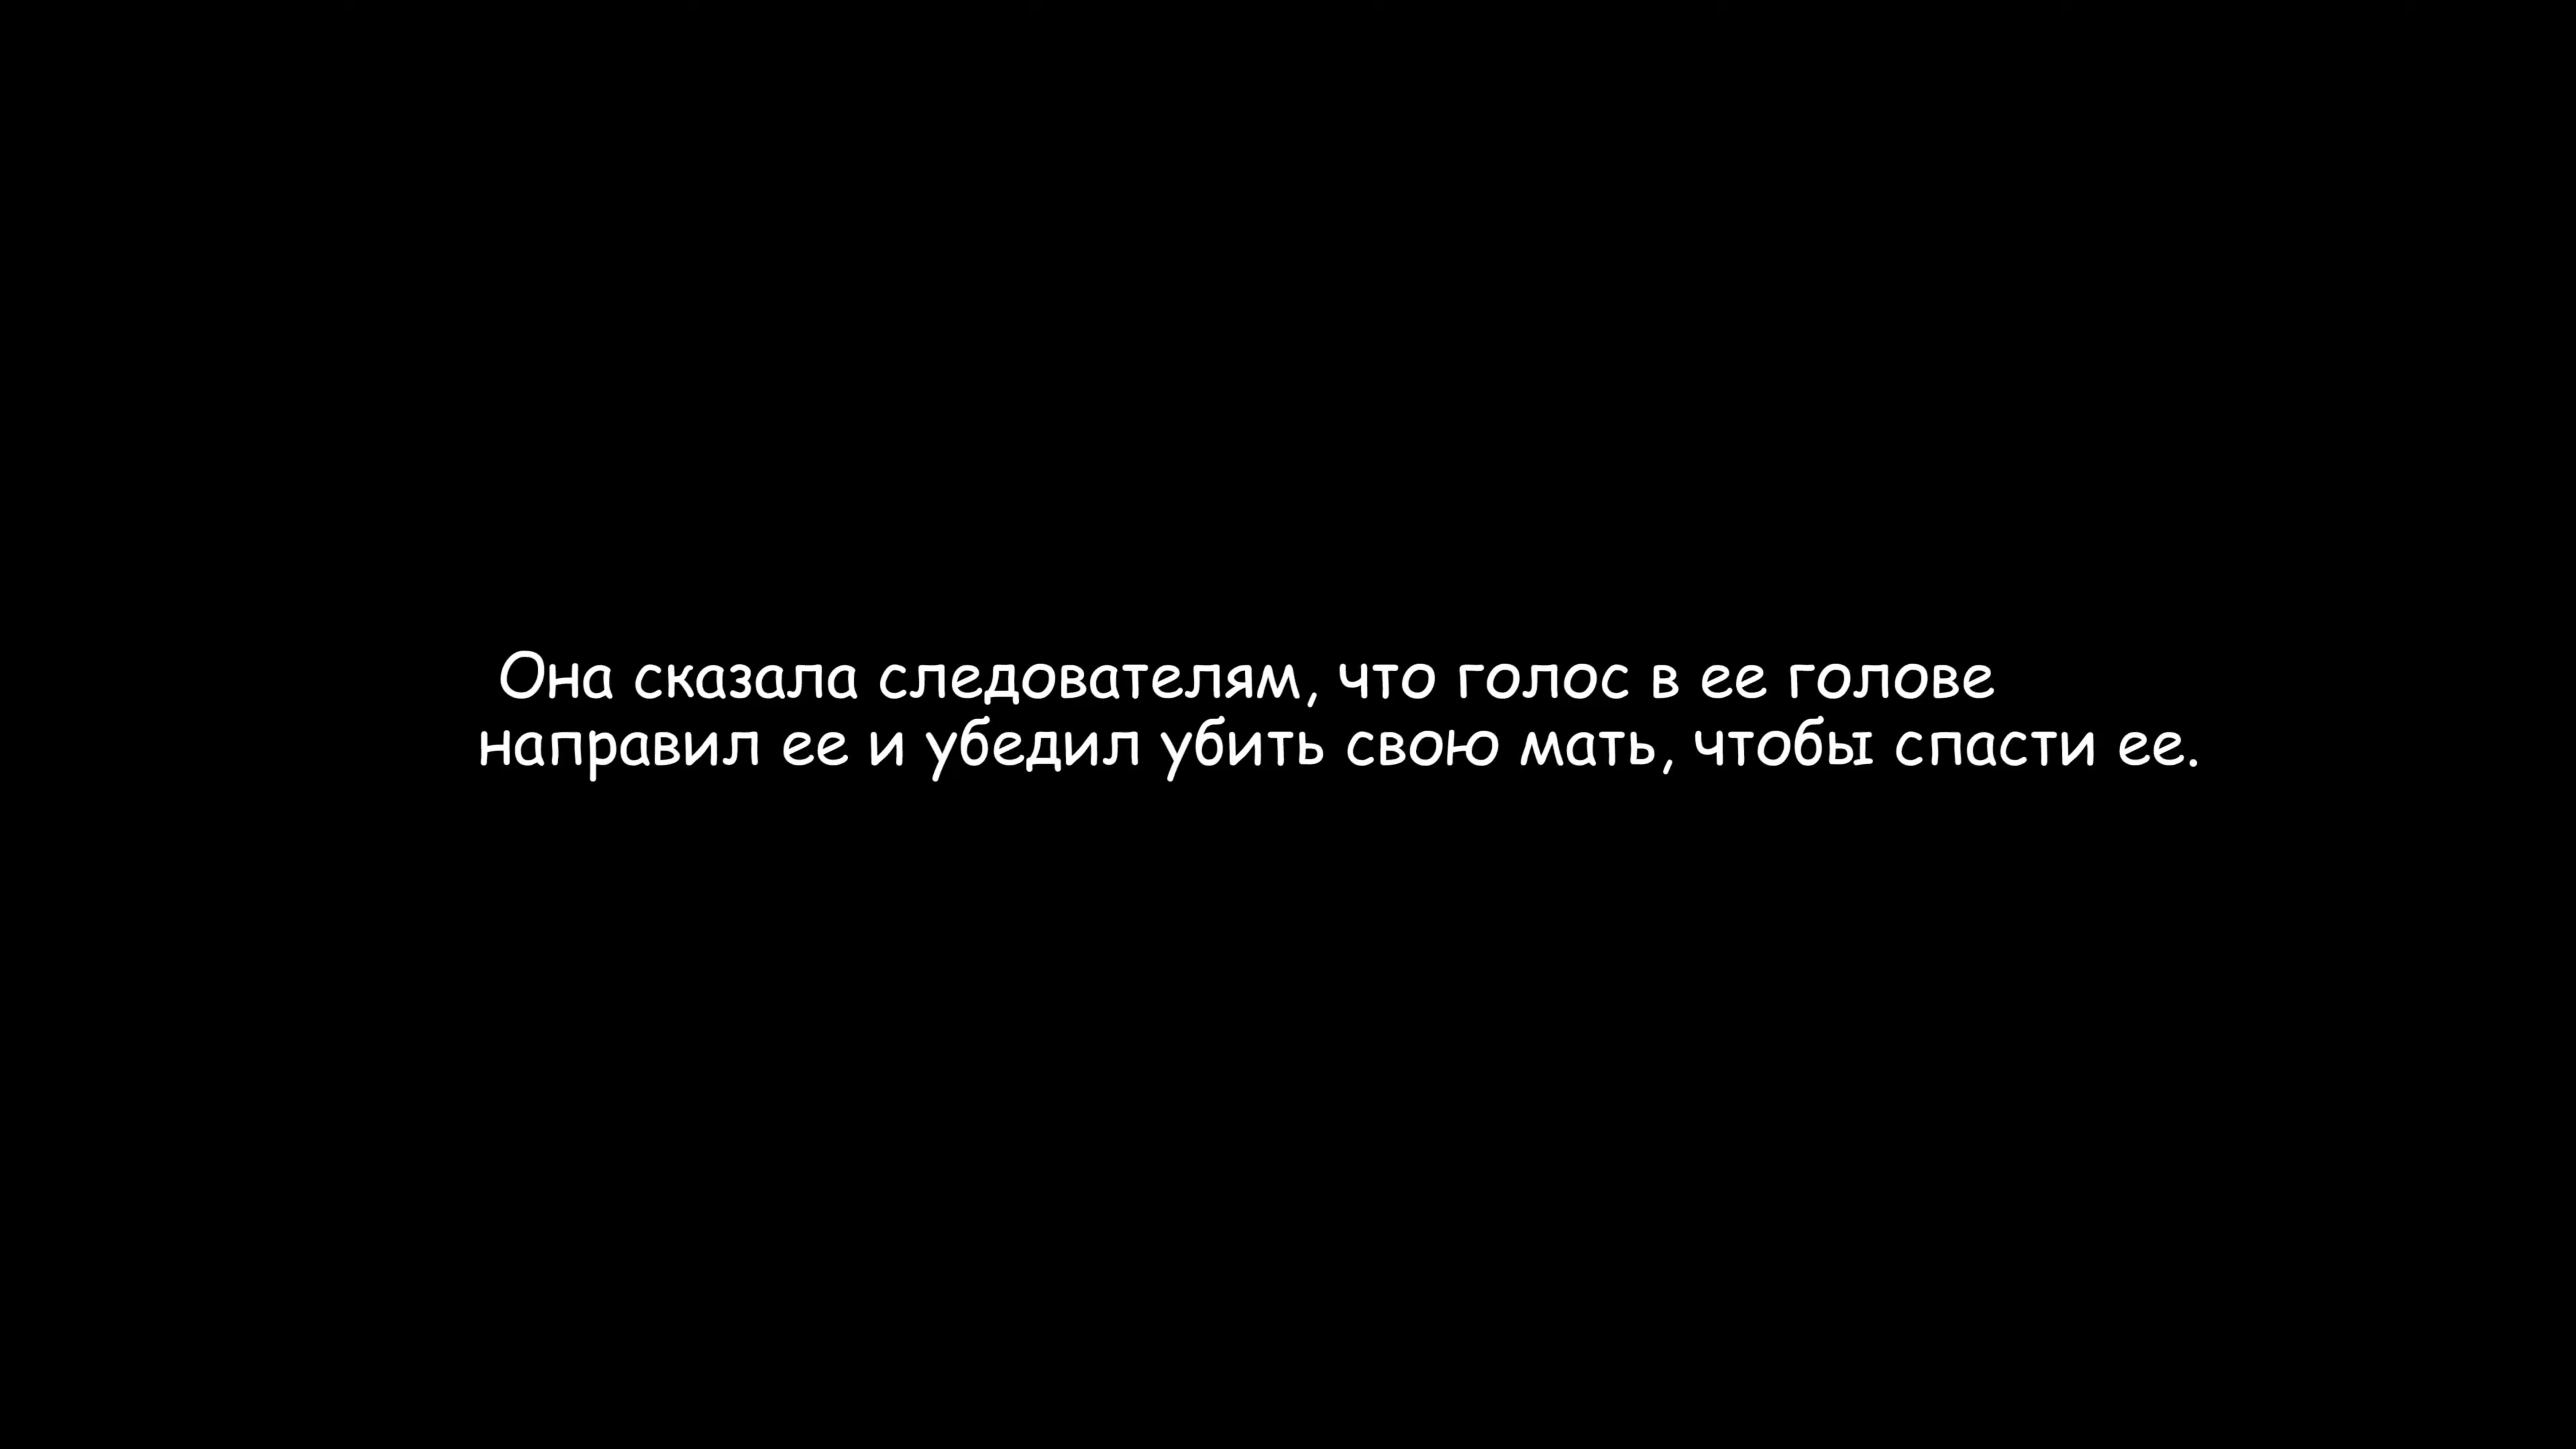 Она сказала следователям, что голос в ее голове
направил ее и убедил убить свою мать, чтобы спасти ее.